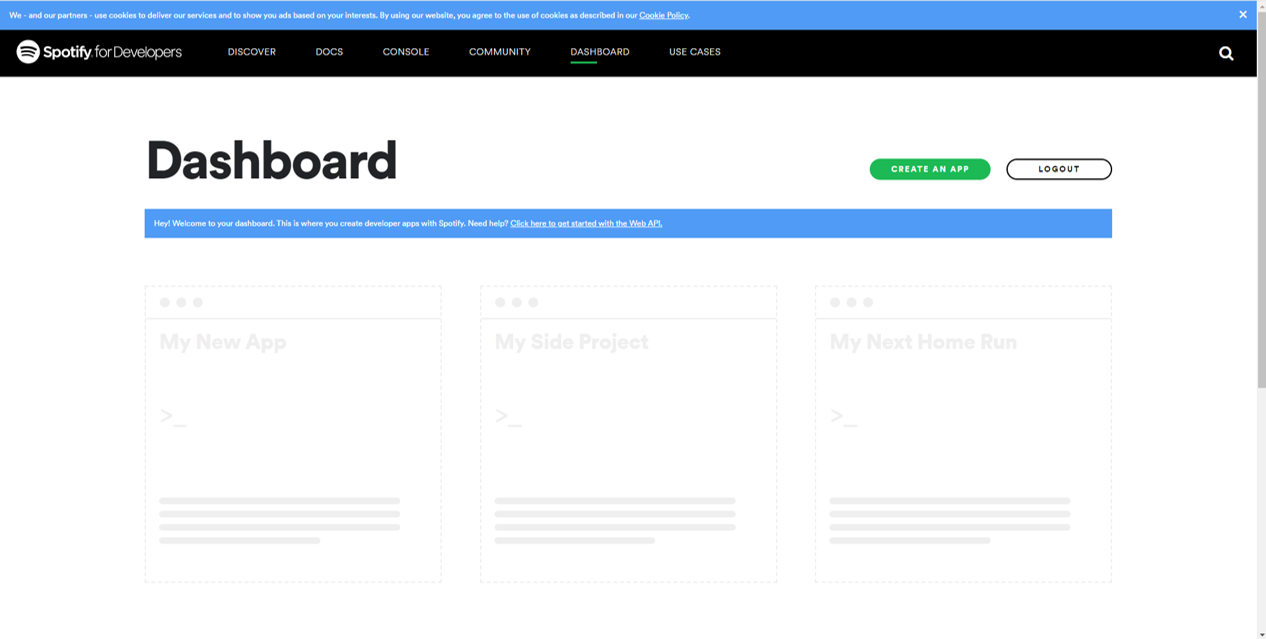 We - and our partners - use cookies to deliver our services and to show you ads based on your interests. By using our website, you agree to the use of cookies as described in our Cookie Policy.
Spotify for Developers
DISCOVER
DOCS
CONSOLE
COMMUNITY
DASHBOARD
USE CASES
Dashboard
CREATE AN APP
LOGOUT
Hey! Welcome to your dashboard. This is where you create developer apps with Spotify. Need help? Click here to get started with the Web API.
My New App
My Side Project
My Next Home Run
>_
>_
>_